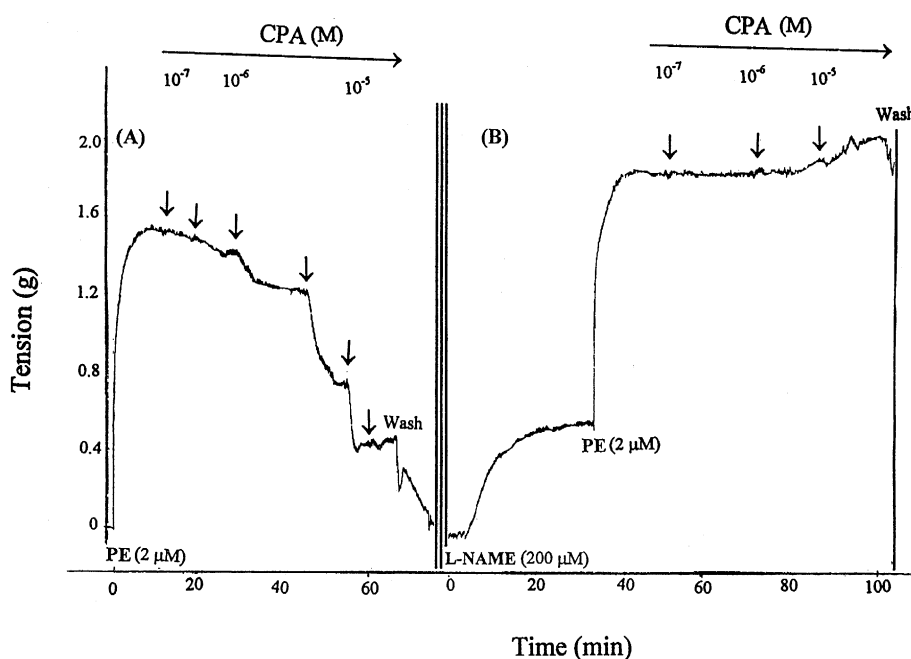 CPA (M)
10⁻⁷ 10⁻⁶ 10⁻⁵
CPA (M)
10⁻⁷ 10⁻⁶ 10⁻⁵
Wash
(A)
(B)
Tension (g)
2.0
1.6
1.2
0.8
0.4
0
Wash
PE (2 μM)
PE (2 μM)
L-NAME (200 μM)
0 20 40 60
0 20 40 60 80 100
Time (min)